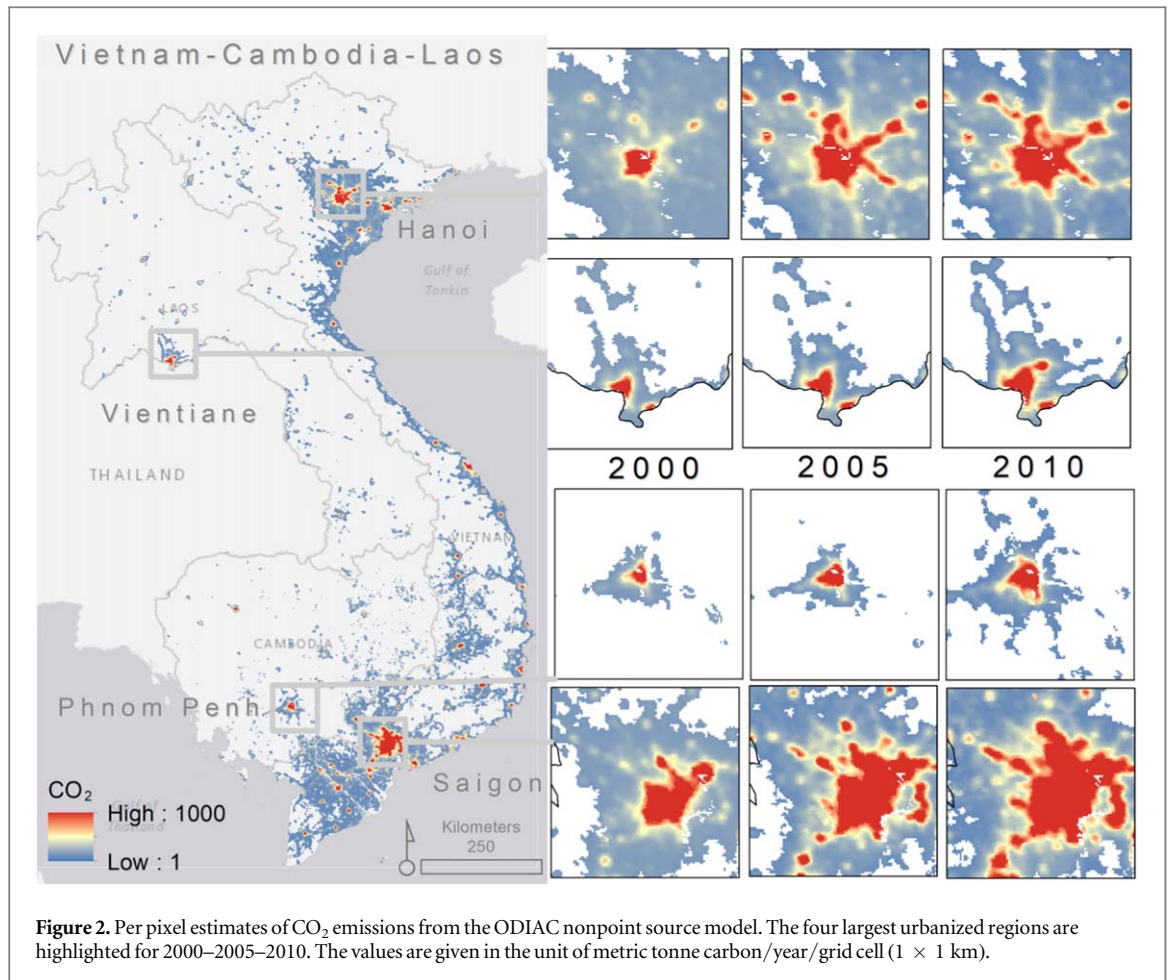 Vietnam-Cambodia-Laos
Hanoi
Gulf of
Tonkin
LAOS
Vientiane
THAILAND
2000 2005 2010
VIETNAM
CAMBODIA
Phnom Penh
Saigon
CO₂
High : 1000
Gulf of
Thailand
Low : 1
Kilometers
250
Figure 2. Per pixel estimates of CO₂ emissions from the ODIAC nonpoint source model. The four largest urbanized regions are
highlighted for 2000–2005–2010. The values are given in the unit of metric tonne carbon/year/grid cell (1 × 1 km).